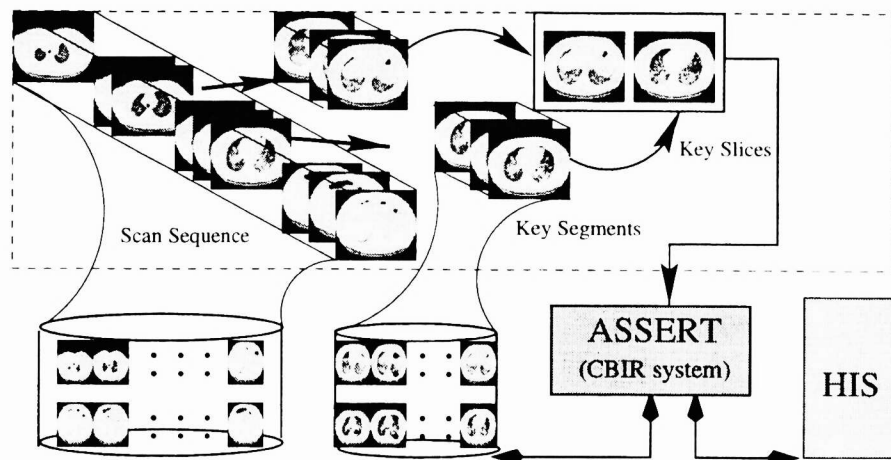 Key Slices
Scan Sequence
Key Segments
ASSERT
(CBIR system)
HIS